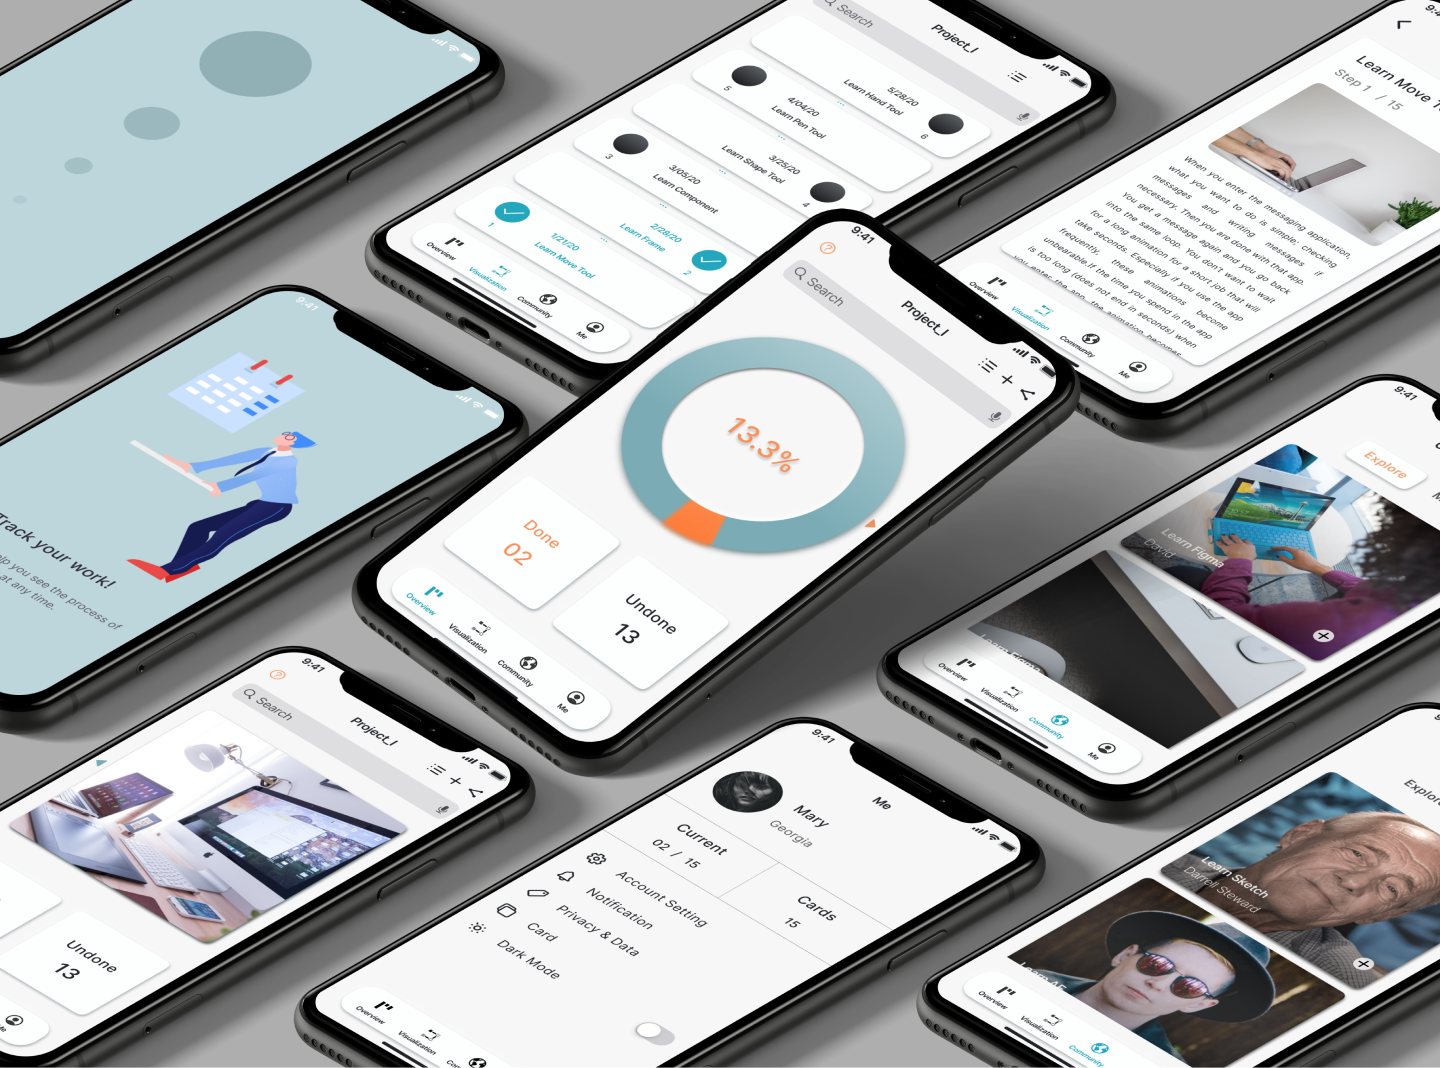 Search
Project_I
5/28/20
Learn Hand Tool
6
4/04/20
Learn Pen Tool
5
3/25/20
Learn Shape Tool
4
3/05/20
Learn Component
3
2/28/20
Learn Frame
2
1/21/20
Learn Move Tool
1
Overview
Visualization
Community
Me
9:4
Learn Move T
Step 1 / 15
When you enter the messaging application,
what you want to do is simple; checking
messages and writing messages if
necessary. Then you are done with that app.
You get a message again and you go back
into the same loop. You don't want to wait
for a long animation for a short job that will
take seconds. Especially if you use the app
frequently, these animations become
unbearable if the time you spend in the app
is too long (does not end in seconds) when
you enter the app, the animation becomes
Overview
Visualization
Community
Me
9:41
Track your work!
lp you see the process of
at any time.
9:41
Search
Project_I
13.3%
Done
02
Undone
13
Overview
Visualization
Community
Me
9:41
Explore
Learn Figma
David
Overview
Visualization
Community
Me
9:41
Search
Project_I
Undone
13
Me
9:41
Me
Mary
Georgia
Current
02 / 15
Cards
15
Account Setting
Notification
Privacy & Data
Card
Dark Mode
Overview
Visualization
9:4
Explore
Learn Sketch
Darrell Steward
Overview
Visualization
Community